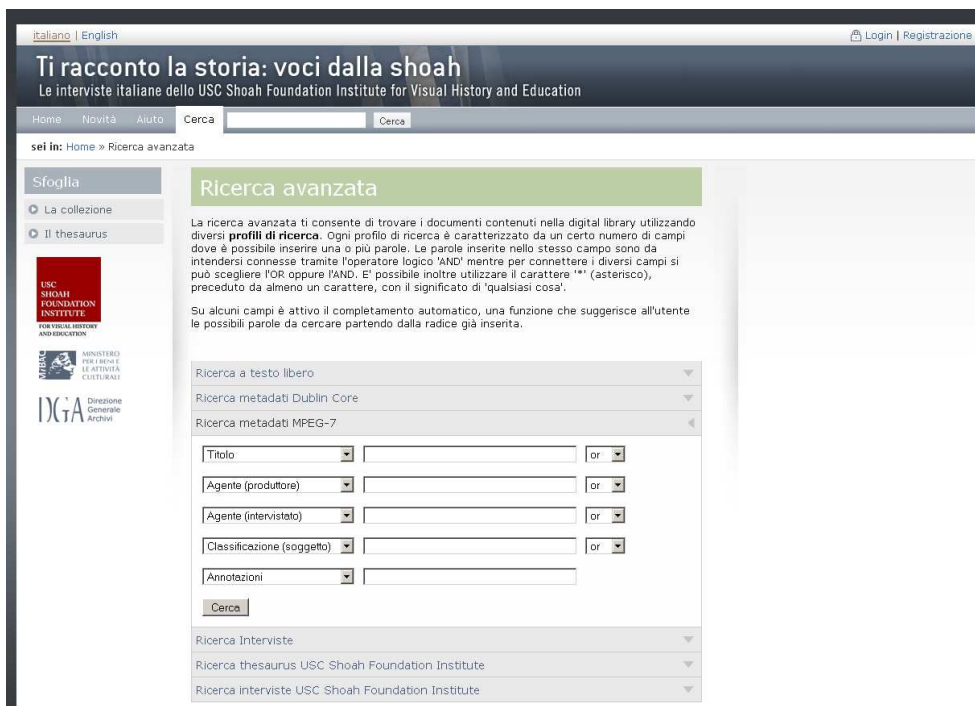 italiano | English
Login | Registrazione
Ti racconto la storia: voci dalla shoah
Le interviste italiane dello USC Shoah Foundation Institute for Visual History and Education
Home Novità Aiuto Cerca Cerca
sei in: Home » Ricerca avanzata
Sfoglia
La collezione
Il thesaurus
USC
SHOAH
FOUNDATION
INSTITUTE
FOR VISUAL HISTORY
AND EDUCATION
MiBAC
MINISTERO
PER I BENI E
LE ATTIVITÀ
CULTURALI
DGA Direzione
Generale
Archivi
Ricerca avanzata
La ricerca avanzata ti consente di trovare i documenti contenuti nella digital library utilizzando
diversi profili di ricerca. Ogni profilo di ricerca è caratterizzato da un certo numero di campi
dove è possibile inserire una o più parole. Le parole inserite nello stesso campo sono da
intendersi connesse tramite l'operatore logico 'AND' mentre per connettere i diversi campi si
può scegliere l'OR oppure l'AND. E' possibile inoltre utilizzare il carattere '*' (asterisco),
preceduto da almeno un carattere, con il significato di 'qualsiasi cosa'.
Su alcuni campi è attivo il completamento automatico, una funzione che suggerisce all'utente
le possibili parole da cercare partendo dalla radice già inserita.
Ricerca a testo libero
Ricerca metadati Dublin Core
Ricerca metadati MPEG-7
Titolo or
Agente (produttore) or
Agente (intervistato) or
Classificazione (soggetto) or
Annotazioni
Cerca
Ricerca Interviste
Ricerca thesaurus USC Shoah Foundation Institute
Ricerca interviste USC Shoah Foundation Institute